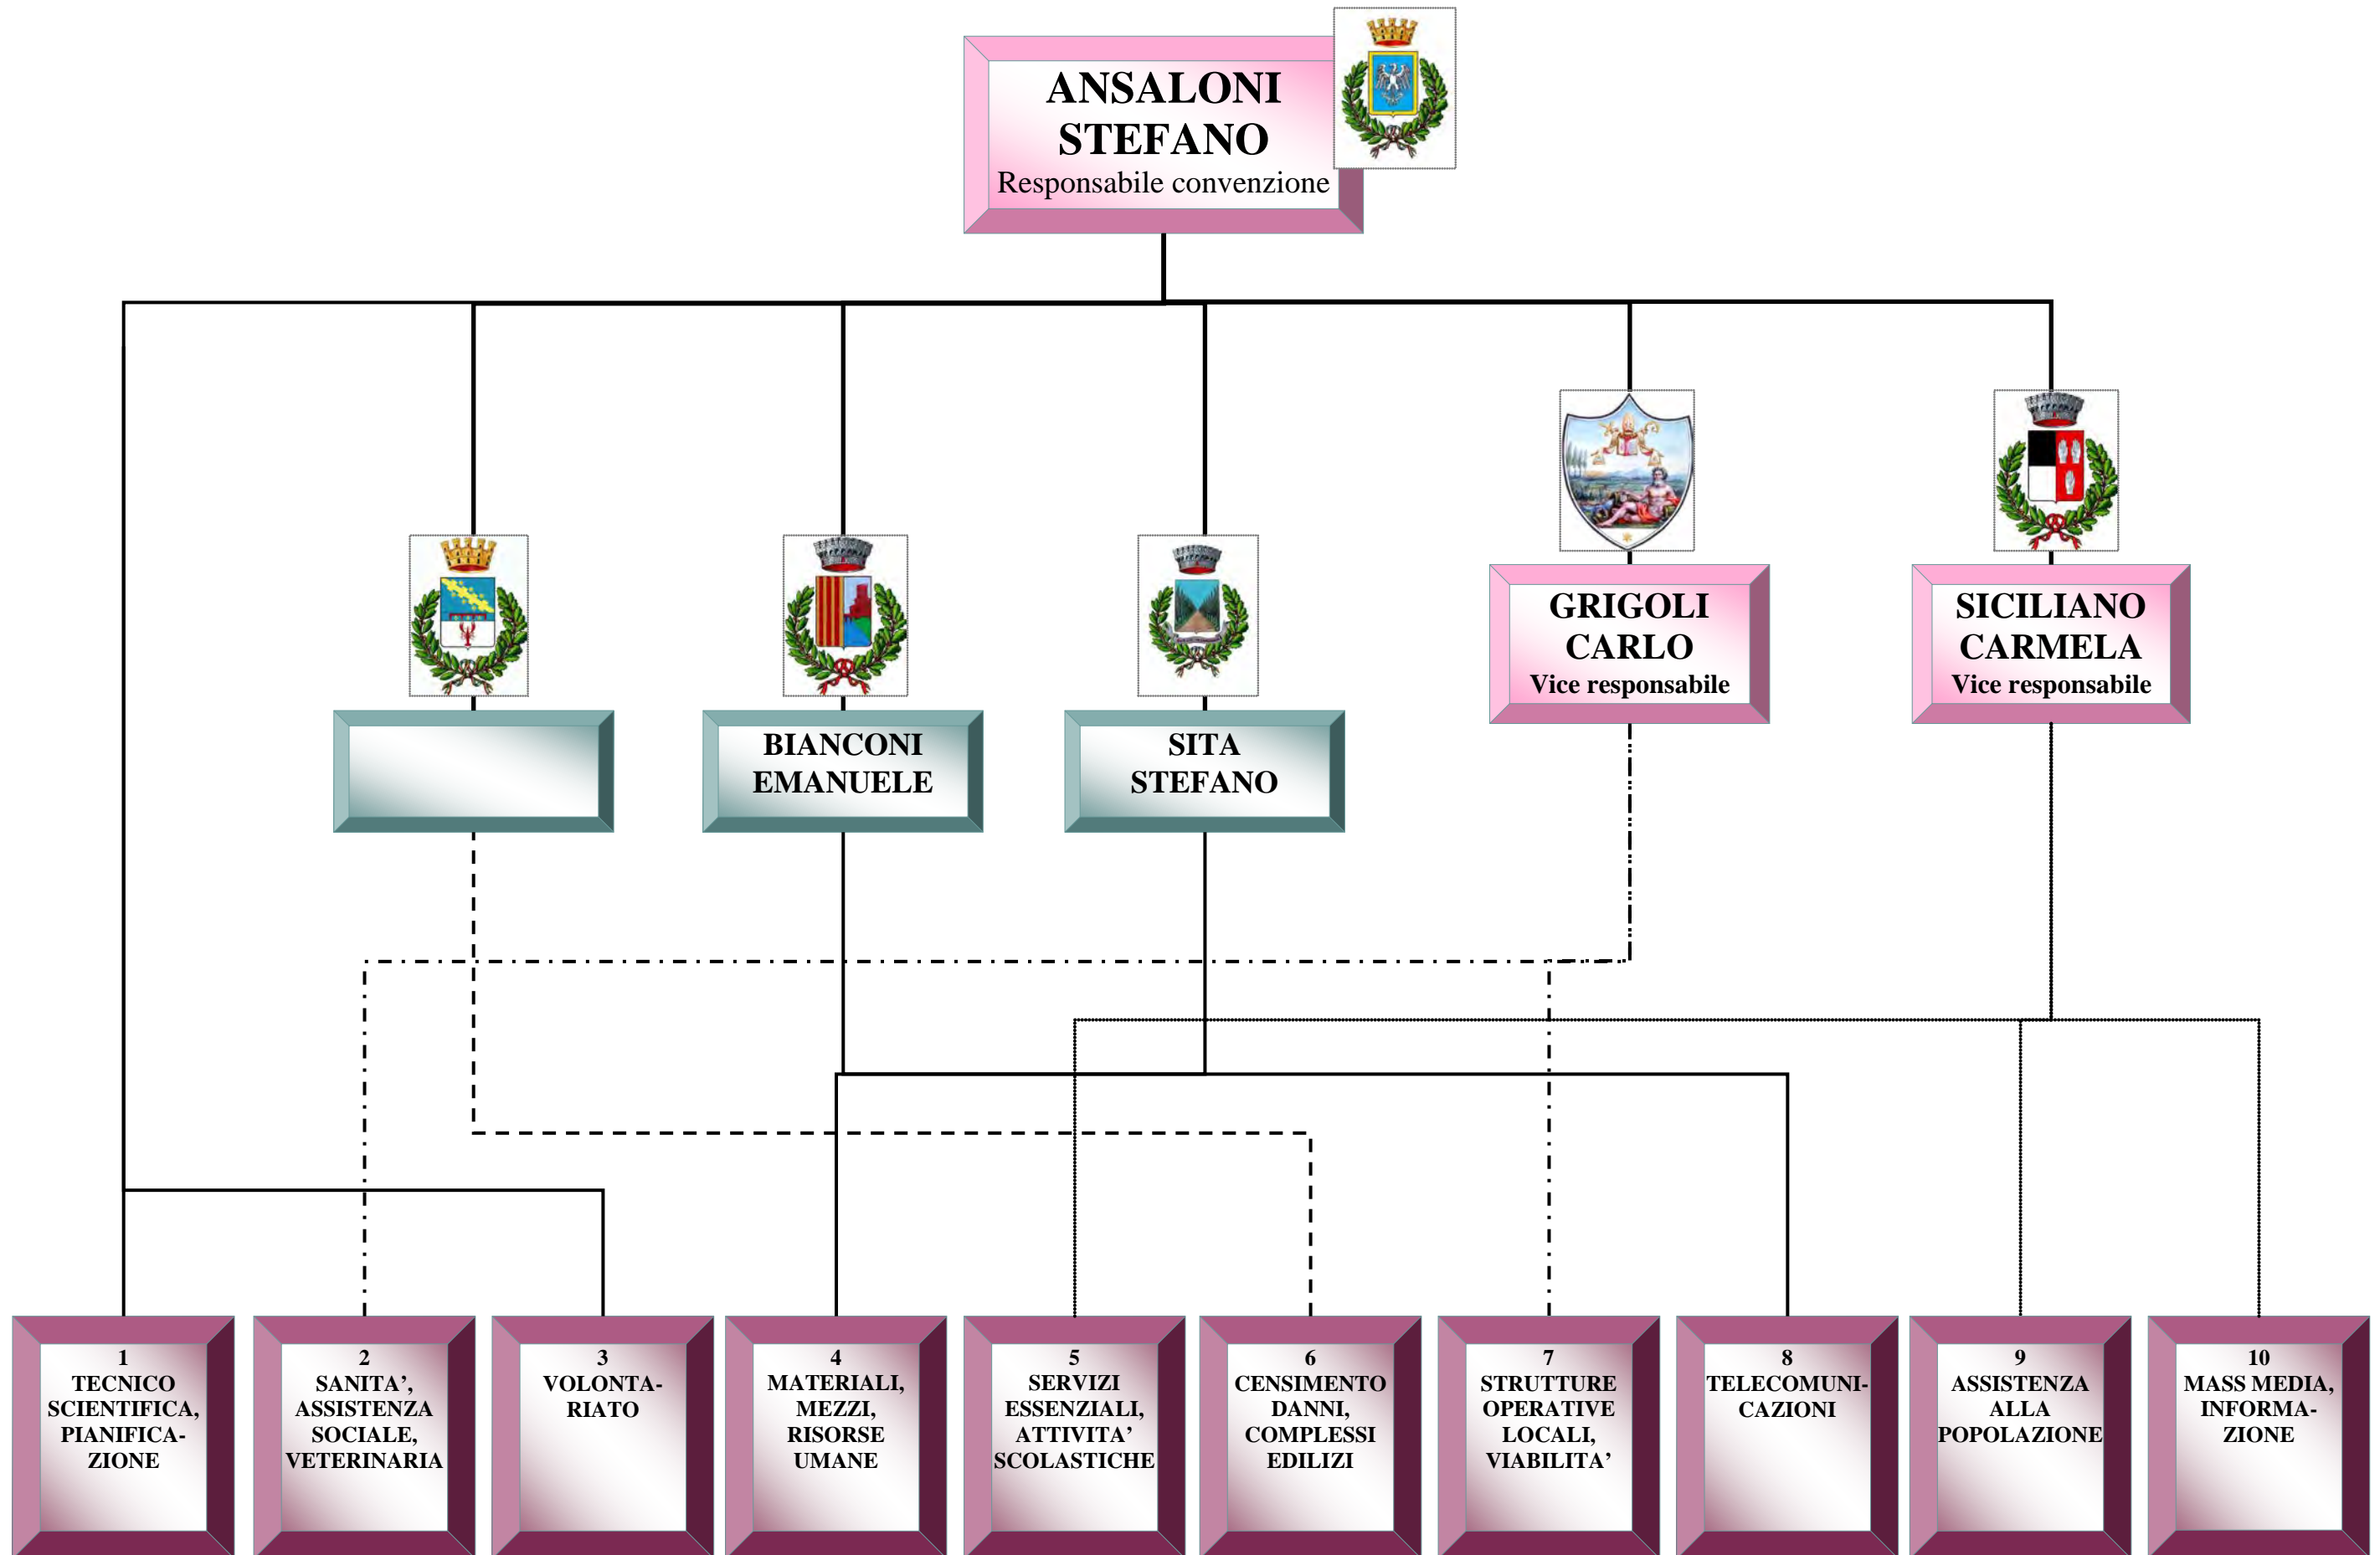 ANSALONI
STEFANO
Responsabile convenzione
GRIGOLI
CARLO
Vice responsabile
SICILIANO
CARMELA
Vice responsabile
BIANCONI
EMANUELE
SITA
STEFANO
1
TECNICO
SCIENTIFICA,
PIANIFICA-
ZIONE
2
SANITA’,
ASSISTENZA
SOCIALE,
VETERINARIA
3
VOLONTA-
RIATO
4
MATERIALI,
MEZZI,
RISORSE
UMANE
5
SERVIZI
ESSENZIALI,
ATTIVITA’
SCOLASTICHE
6
CENSIMENTO
DANNI,
COMPLESSI
EDILIZI
7
STRUTTURE
OPERATIVE
LOCALI,
VIABILITA’
8
TELECOMUNI-
CAZIONI
9
ASSISTENZA
ALLA
POPOLAZIONE
10
MASS MEDIA,
INFORMA-
ZIONE